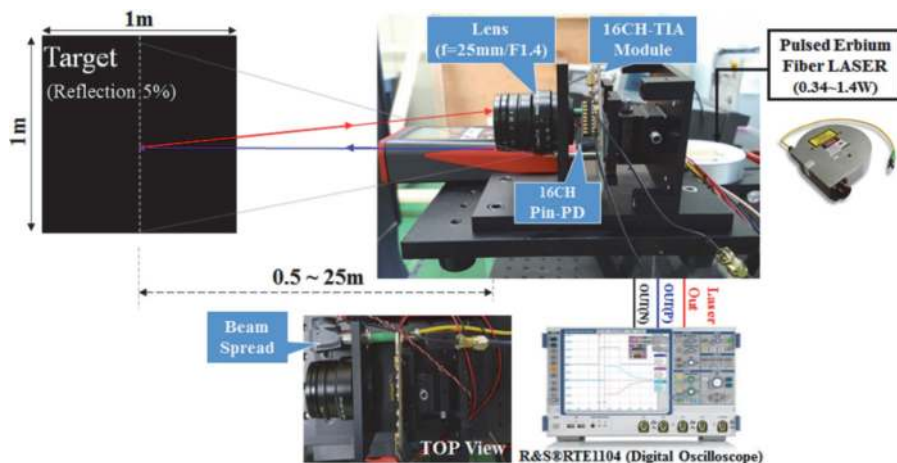 1m
1m
Target
(Reflection 5%)
Lens
(f=25mm/F1.4)
16CH-TIA
Module
Pulsed Erbium
Fiber LASER
(0.34~1.4W)
16CH
Pin-PD
0.5 ~ 25m
OUT(N)
OUT(P)
Laser
Out
Beam
Spread
TOP View
R&S®RTE1104 (Digital Oscilloscope)